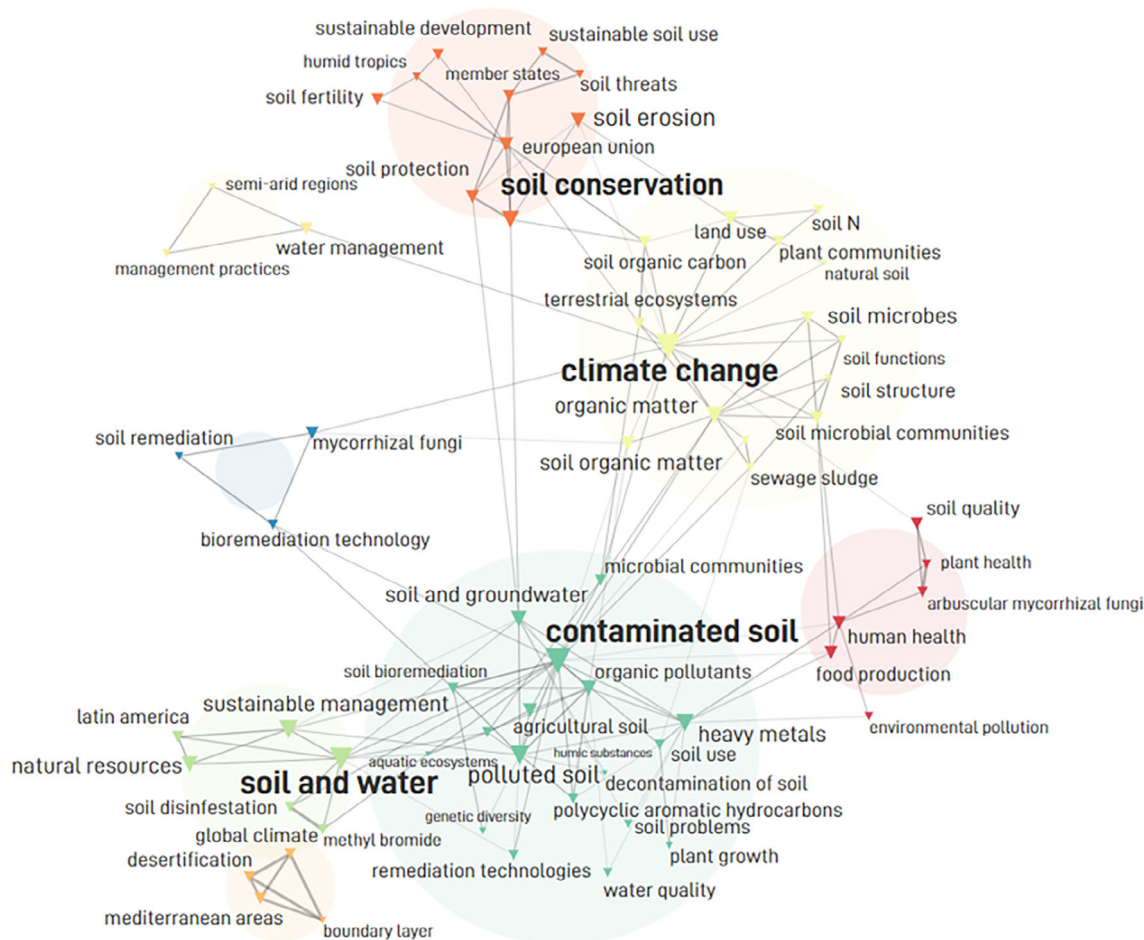 sustainable development
sustainable soil use
humid tropics
member states
soil threats
soil fertility
soil erosion
european union
soil protection
semi-arid regions
soil conservation
soil N
land use
water management
plant communities
management practices
soil organic carbon
natural soil
terrestrial ecosystems
soil microbes
soil functions
climate change
soil structure
organic matter
soil remediation
mycorrhizal fungi
soil microbial communities
soil organic matter
sewage sludge
soil quality
bioremediation technology
plant health
microbial communities
soil and groundwater
arbuscular mycorrhizal fungi
contaminated soil
human health
soil bioremediation
organic pollutants
food production
sustainable management
latin america
agricultural soil
heavy metals
environmental pollution
humic substances
soil use
natural resources
aquatic ecosystems
soil and water
polluted soil
decontamination of soil
soil disinfestation
polycyclic aromatic hydrocarbons
genetic diversity
soil problems
global climate
methyl bromide
desertification
plant growth
remediation technologies
water quality
mediterranean areas
boundary layer